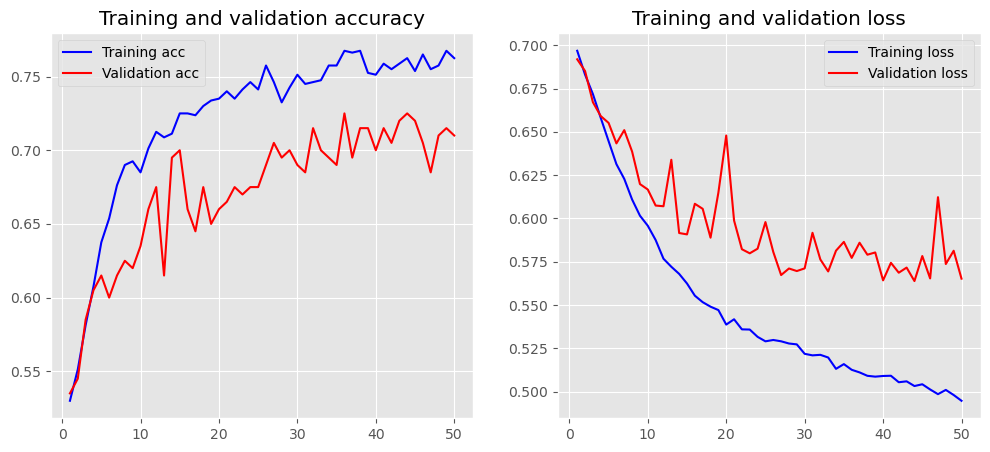 Training and validation accuracy
Training acc
Validation acc
0.75
0.70
0.65
0.60
0.55
0 10 20 30 40 50
Training and validation loss
Training loss
Validation loss
0.700
0.675
0.650
0.625
0.600
0.575
0.550
0.525
0.500
0 10 20 30 40 50